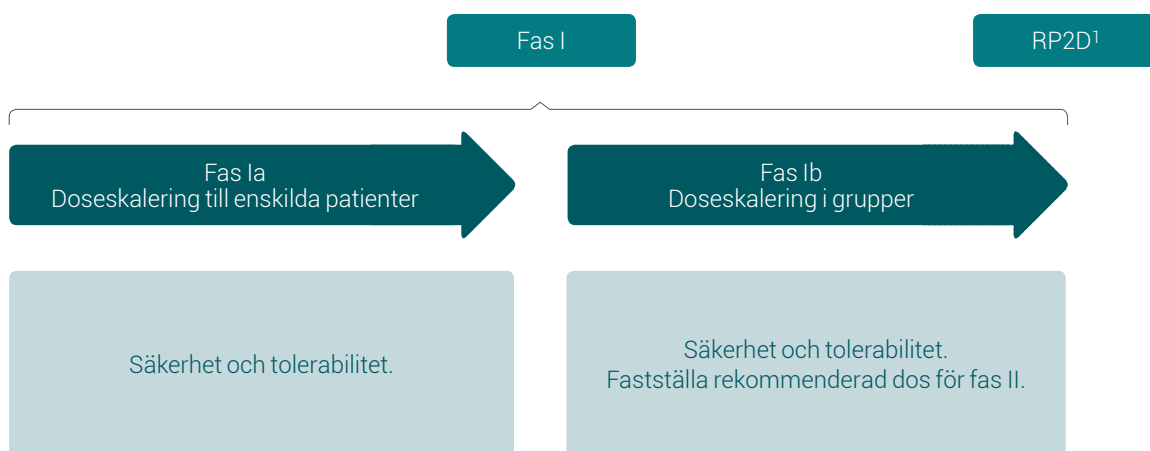 Fas I
RP2D¹
Fas Ia
Doseskalering till enskilda patienter
Fas Ib
Doseskalering i grupper
Säkerhet och tolerabilitet.
Säkerhet och tolerabilitet.
Fastställa rekommenderad dos för fas II.